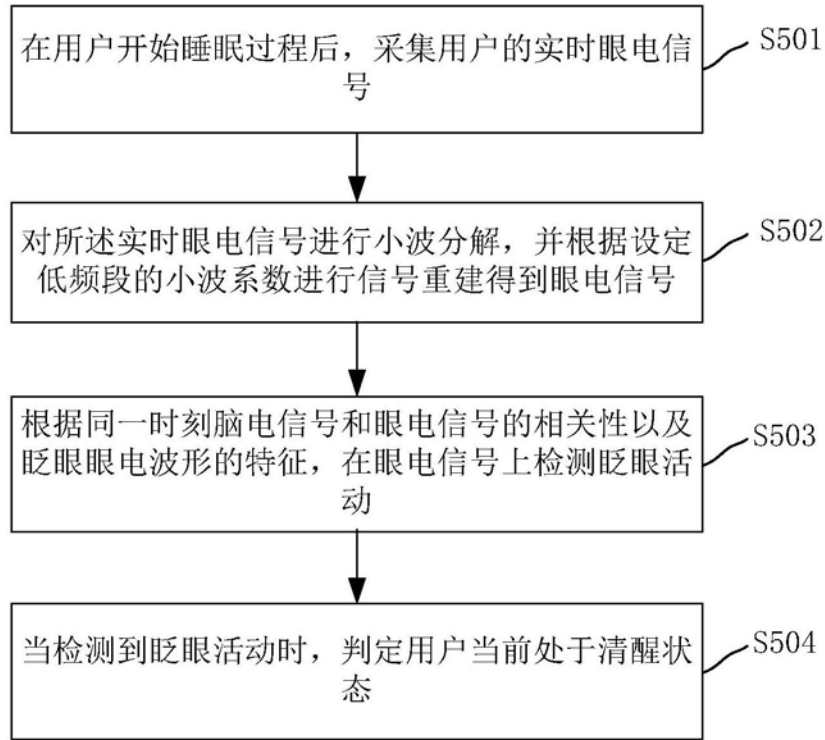 在用户开始睡眠过程后，采集用户的实时眼电信
号
S501
对所述实时眼电信号进行小波分解，并根据设定
低频段的小波系数进行信号重建得到眼电信号
S502
根据同一时刻脑电信号和眼电信号的相关性以及
眨眼眼电波形的特征，在眼电信号上检测眨眼活
动
S503
当检测到眨眼活动时，判定用户当前处于清醒状
态
S504